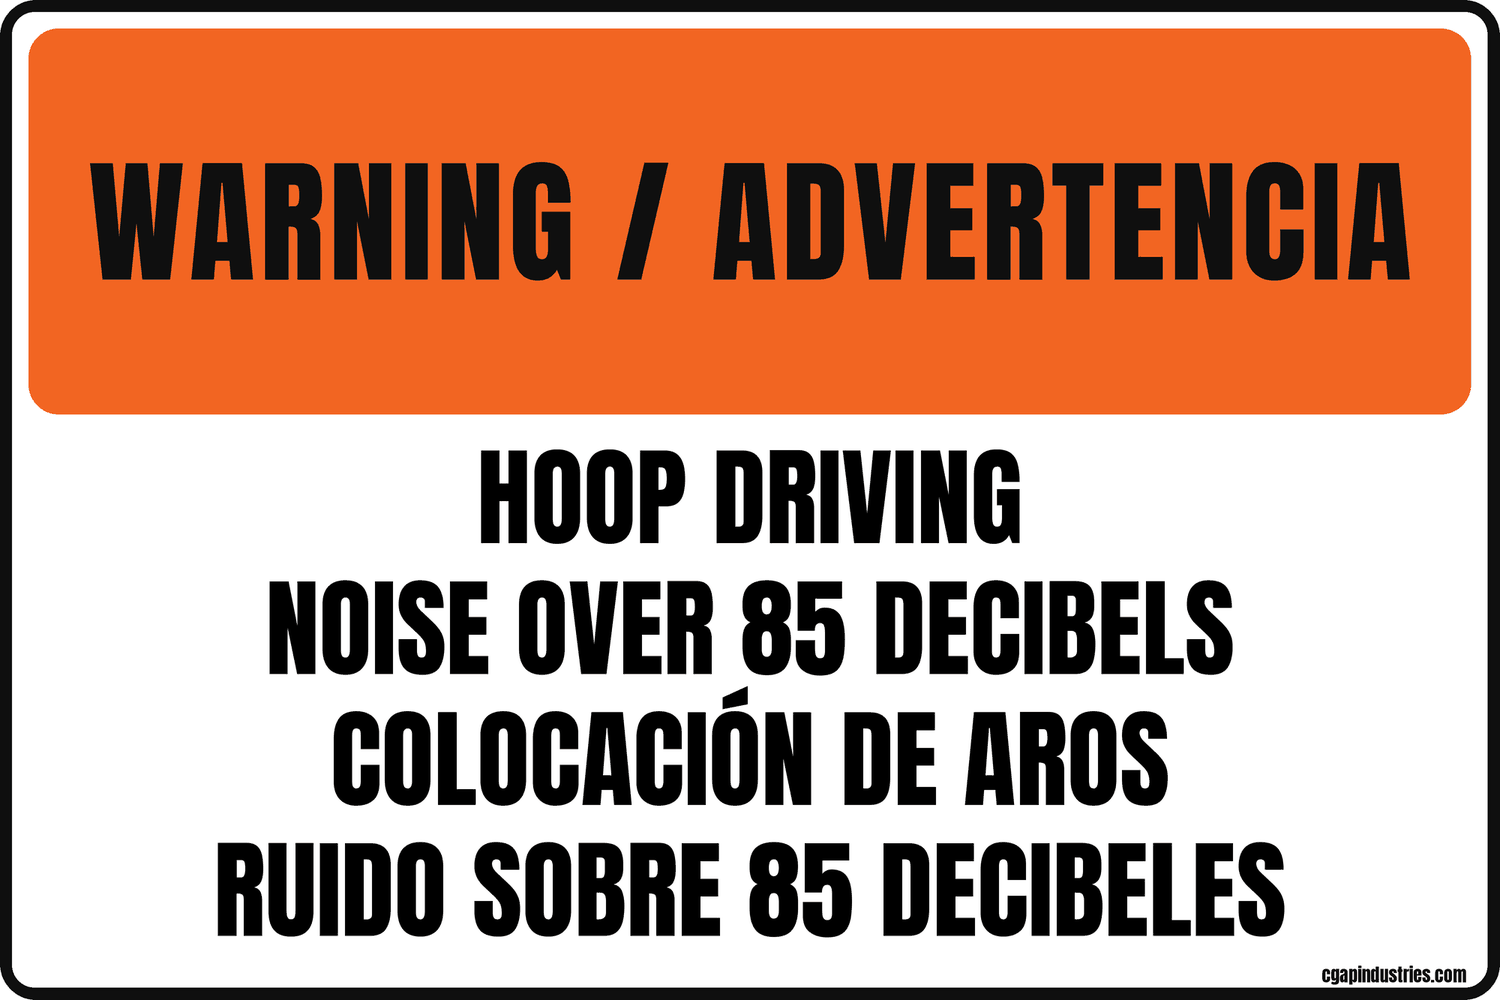 WARNING / ADVERTENCIA
HOOP DRIVING
NOISE OVER 85 DECIBELS
COLOCACIÓN DE AROS
RUIDO SOBRE 85 DECIBELES
cgapindustries.com